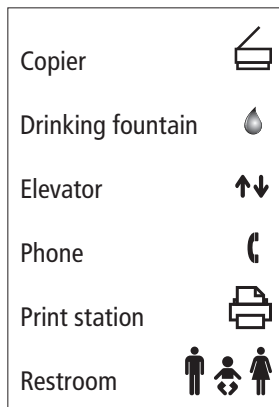 Copier
Drinking fountain
Elevator
Phone
Print station
Restroom